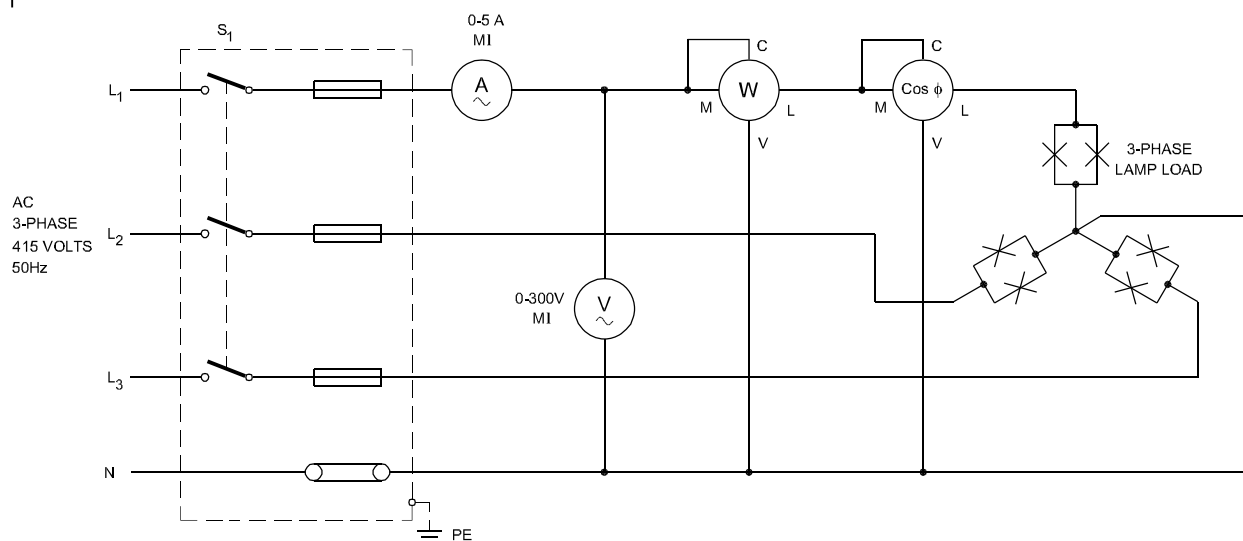 S1
0-5 A
MI
A
C
W
M
L
V
C
Cos ϕ
M
L
V
L1
3-PHASE
LAMP LOAD
AC
3-PHASE
415 VOLTS
50Hz
L2
0-300V
MI
V
L3
N
PE